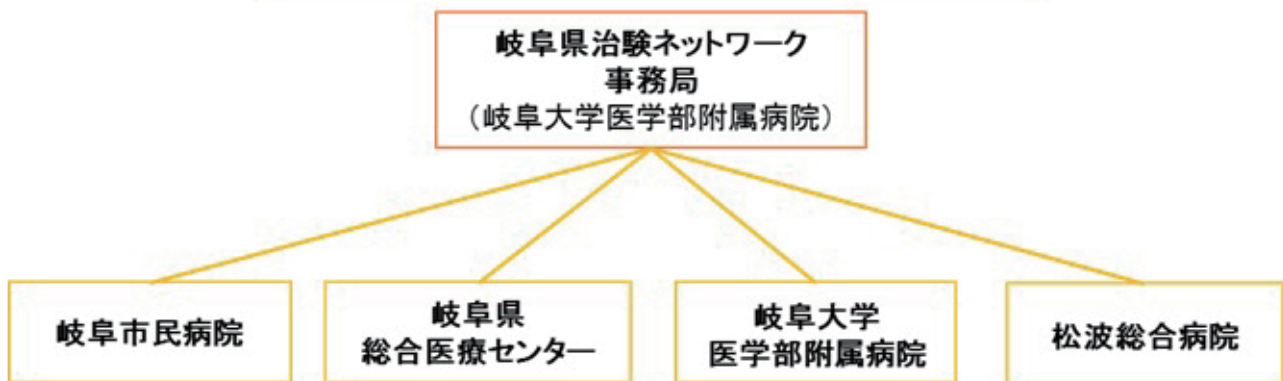 岐阜県治験ネットワーク
事務局
（岐阜大学医学部附属病院）
岐阜市民病院
岐阜県
総合医療センター
岐阜大学
医学部附属病院
松波総合病院